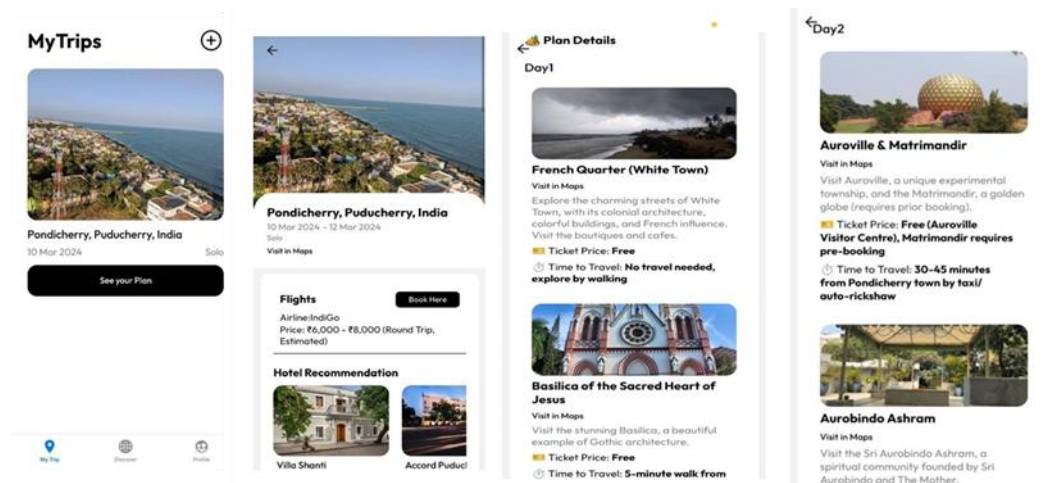 MyTrips
Pondicherry, Puducherry, India
10 Mar 2024
Solo
See your Plan
My Trip
Discover
Profile
Pondicherry, Puducherry, India
10 Mar 2024 - 12 Mar 2024
Solo
Visit in Maps
Flights
Book Here
Airline:IndiGo
Price: ₹6,000 - ₹8,000 (Round Trip,
Estimated)
Hotel Recommendation
Villa Shanti
Accord Puducl
🏕️ Plan Details
Day1
French Quarter (White Town)
Visit in Maps
Explore the charming streets of White
Town, with its colonial architecture,
colorful buildings, and French influence.
Visit the boutiques and cafes.
🎫 Ticket Price: Free
⏱️ Time to Travel: No travel needed,
explore by walking
Basilica of the Sacred Heart of
Jesus
Visit in Maps
Visit the stunning Basilica, a beautiful
example of Gothic architecture.
🎫 Ticket Price: Free
⏱️ Time to Travel: 5-minute walk from
Day2
Auroville & Matrimandir
Visit in Maps
Visit Auroville, a unique experimental
township, and the Matrimandir, a golden
globe (requires prior booking).
🎫 Ticket Price: Free (Auroville
Visitor Centre), Matrimandir requires
pre-booking
⏱️ Time to Travel: 30-45 minutes
from Pondicherry town by taxi/
auto-rickshaw
Aurobindo Ashram
Visit in Maps
Visit the Sri Aurobindo Ashram, a
spiritual community founded by Sri
Aurobindo and The Mother.